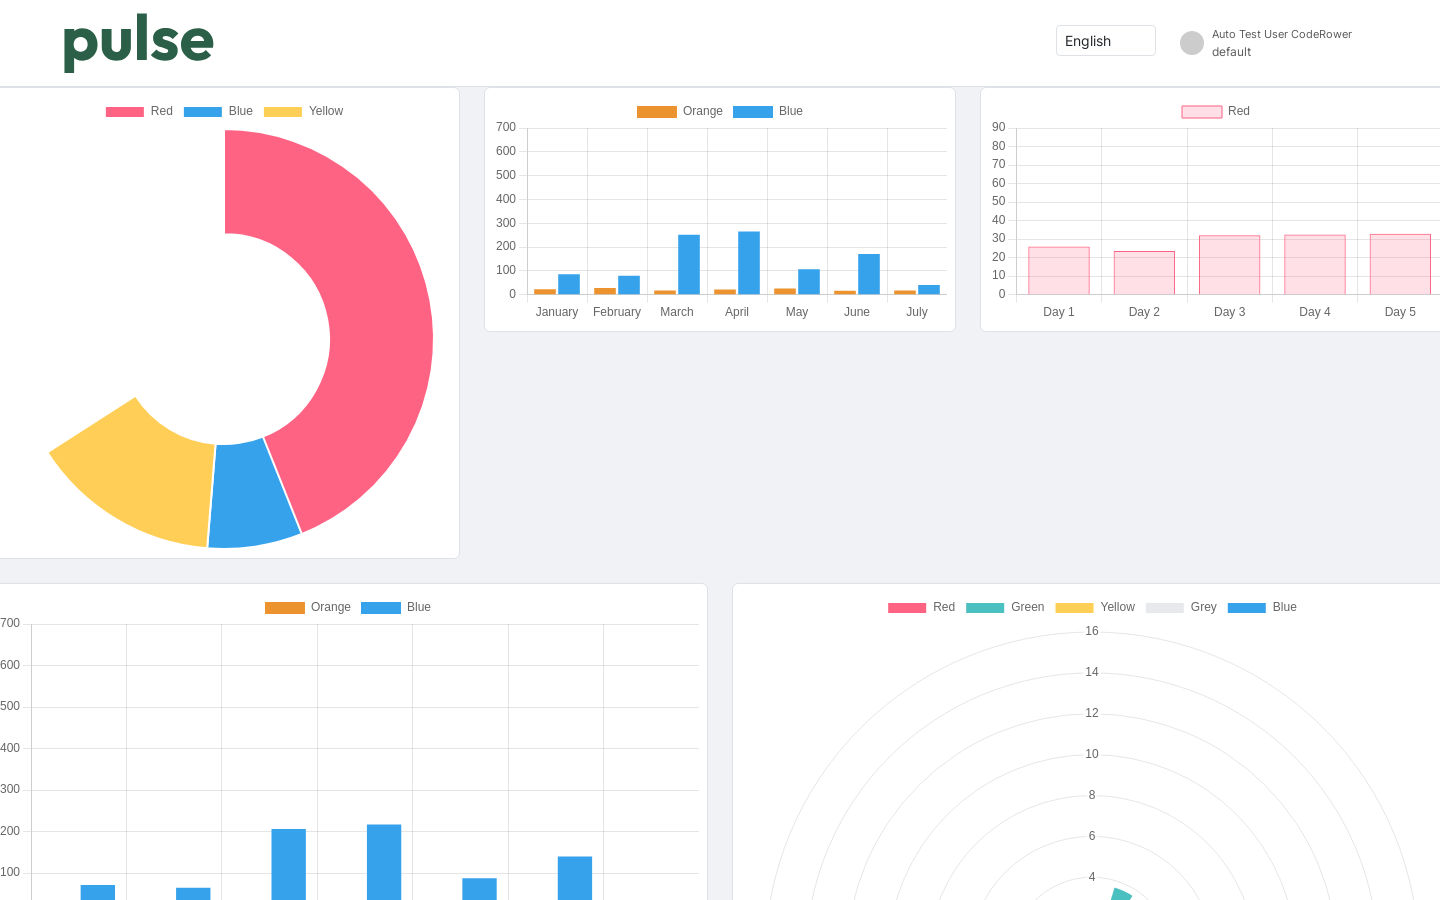 pulse
English
Auto Test User CodeRower
default
Red Blue Yellow
Orange Blue
700
600
500
400
300
200
100
0
January February March April May June July
Red
90
80
70
60
50
40
30
20
10
0
Day 1 Day 2 Day 3 Day 4 Day 5
Orange Blue
700
600
500
400
300
200
100
Red Green Yellow Grey Blue
16
14
12
10
8
6
4